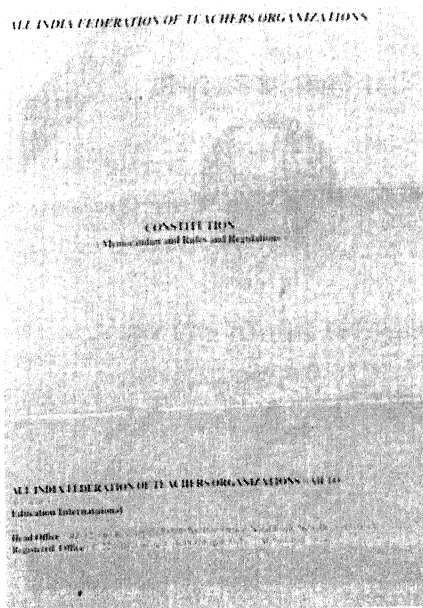 ALL INDIA FEDERATION OF TEACHERS ORGANIZATIONS
CONSTITUTION
Memorandum and Rules and Regulations
ALL INDIA FEDERATION OF TEACHERS ORGANIZATIONS AIFTO
Education International
Head Office
Registered Office